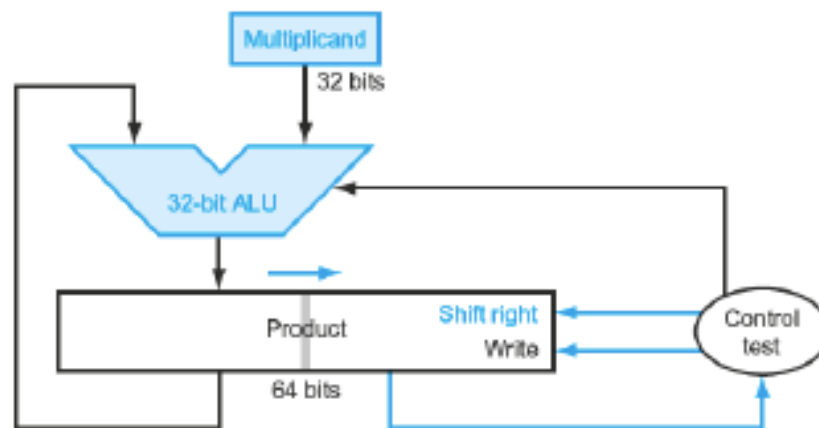 Multiplicand
32 bits
32-bit ALU
Product
Shift right
Write
Control
test
64 bits